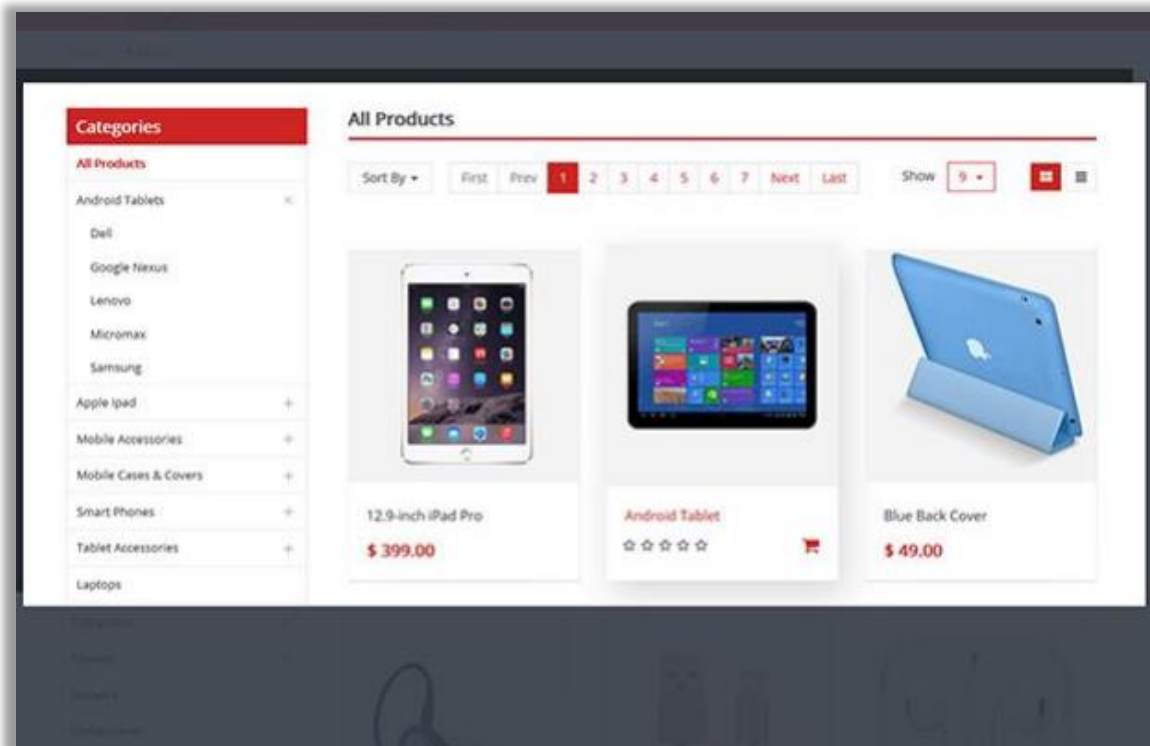 Categories
All Products
Android Tablets
Dell
Google Nexus
Lenovo
Micromax
Samsung
Apple Ipad
Mobile Accessories
Mobile Cases & Covers
Smart Phones
Tablet Accessories
Laptops
All Products
Sort By First Prev 1 2 3 4 5 6 7 Next Last Show 9
12.9-inch iPad Pro
$ 399.00
Android Tablet
Blue Back Cover
$ 49.00